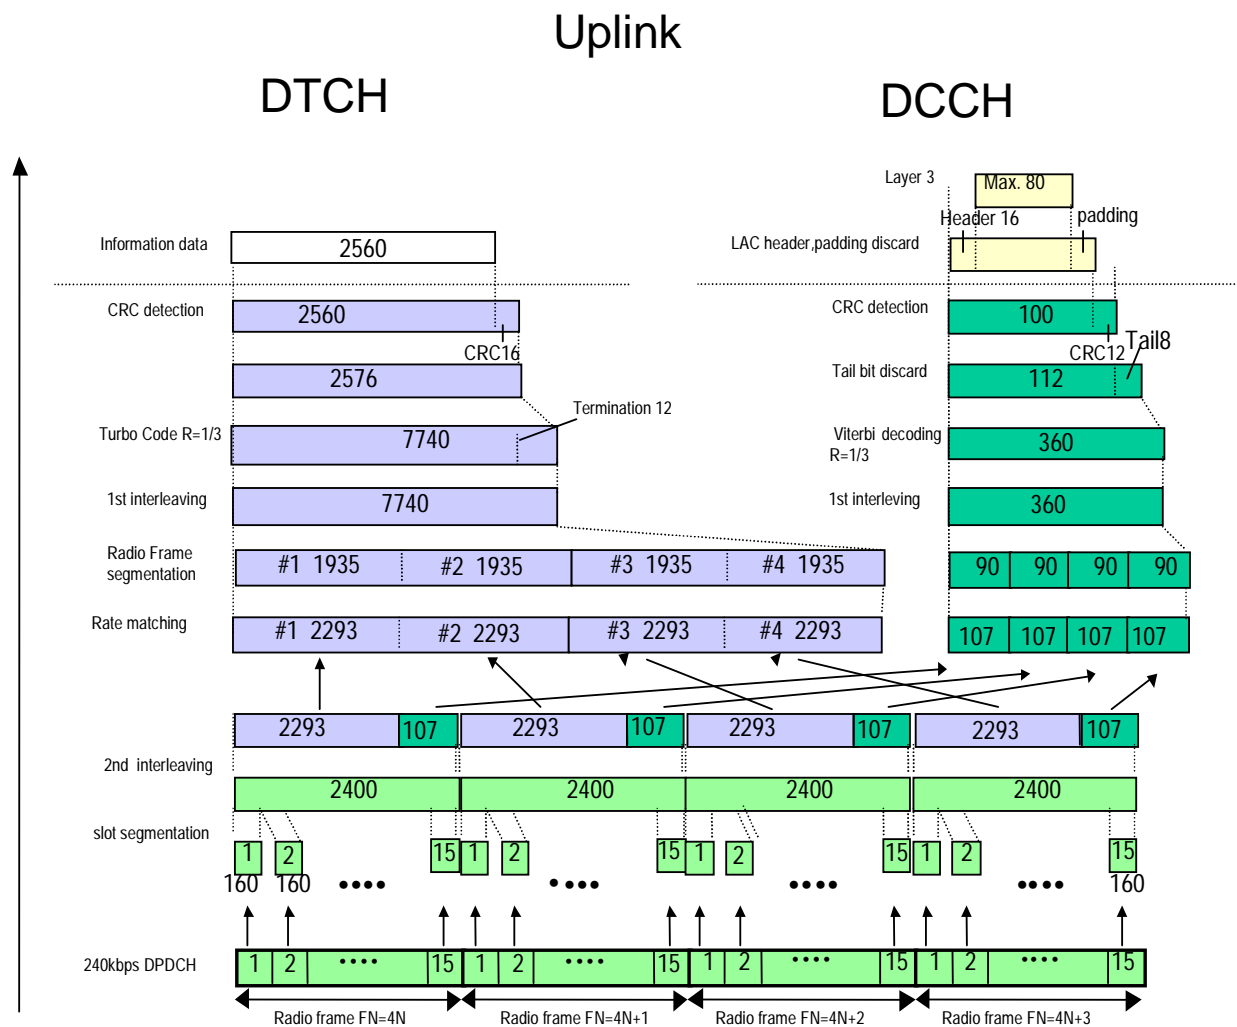 Uplink
DTCH
DCCH
Layer 3
Max. 80
Header 16
padding
Information data
2560
LAC header,padding discard
CRC detection
2560
CRC16
CRC detection
100
CRC12
Tail8
2576
Tail bit discard
112
Termination 12
Turbo Code R=1/3
7740
Viterbi decoding
R=1/3
360
1st interleaving
7740
1st interleving
360
Radio Frame
segmentation
#1 1935
#2 1935
#3 1935
#4 1935
90
90
90
90
Rate matching
#1 2293
#2 2293
#3 2293
#4 2293
107
107
107
107
2293
107
2293
107
2293
107
2293
107
2nd interleaving
2400
2400
2400
2400
slot segmentation
1
2
15
1
2
15
1
2
15
1
2
15
160
160
160
240kbps DPDCH
1
2
15
1
2
15
1
2
15
1
2
15
Radio frame FN=4N
Radio frame FN=4N+1
Radio frame FN=4N+2
Radio frame FN=4N+3